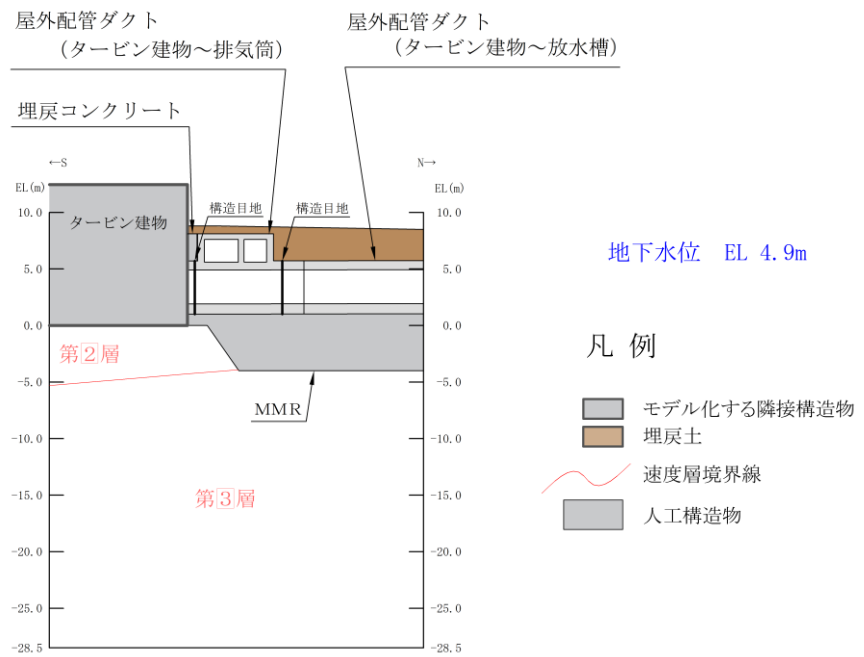 屋外配管ダクト
（タービン建物～排気筒）
屋外配管ダクト
（タービン建物～放水槽）
埋戻コンクリート
←S
N→
EL(m)
EL(m)
タービン建物
構造目地
構造目地
10.0
10.0
5.0
5.0
0.0
0.0
-5.0
-5.0
-10.0
-10.0
-15.0
-15.0
-20.0
-20.0
-25.0
-25.0
-28.5
-28.5
第2層
MMR
第3層
地下水位 EL 4.9m
凡 例
モデル化する隣接構造物
埋戻土
速度層境界線
人工構造物